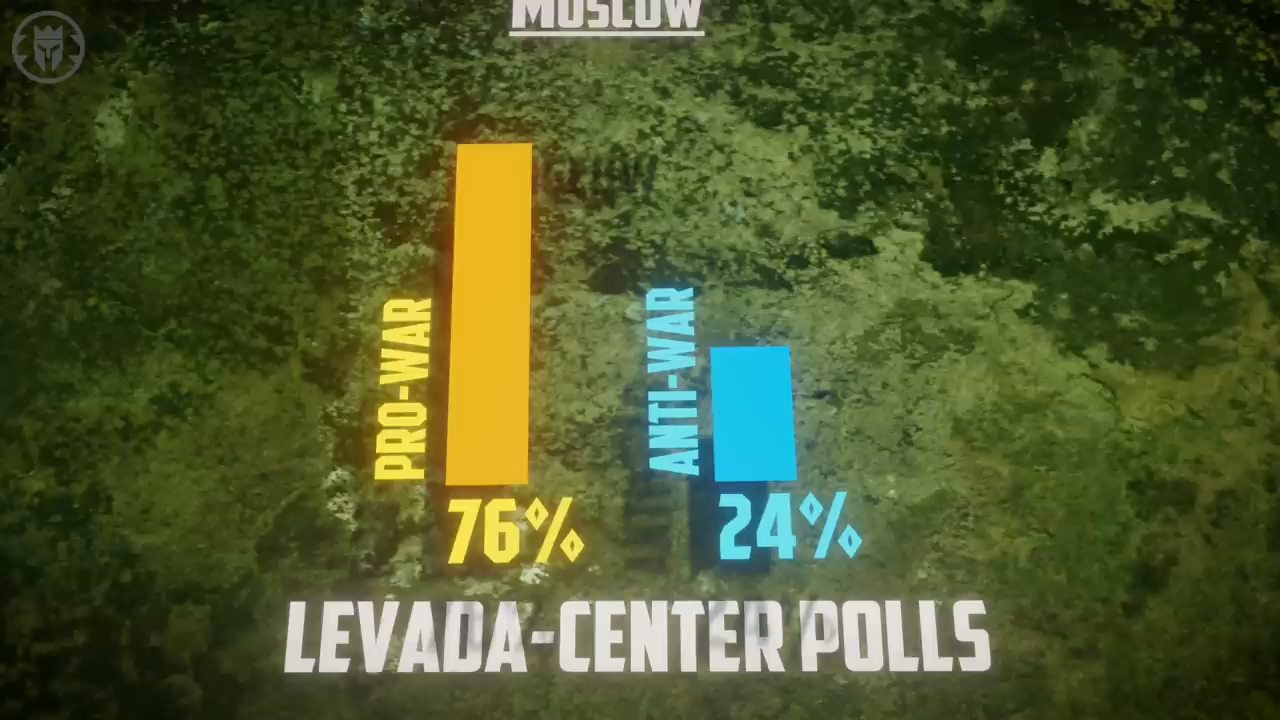 MOSCOW
PRO-WAR
ANTI-WAR
76%
24%
LEVADA-CENTER POLLS